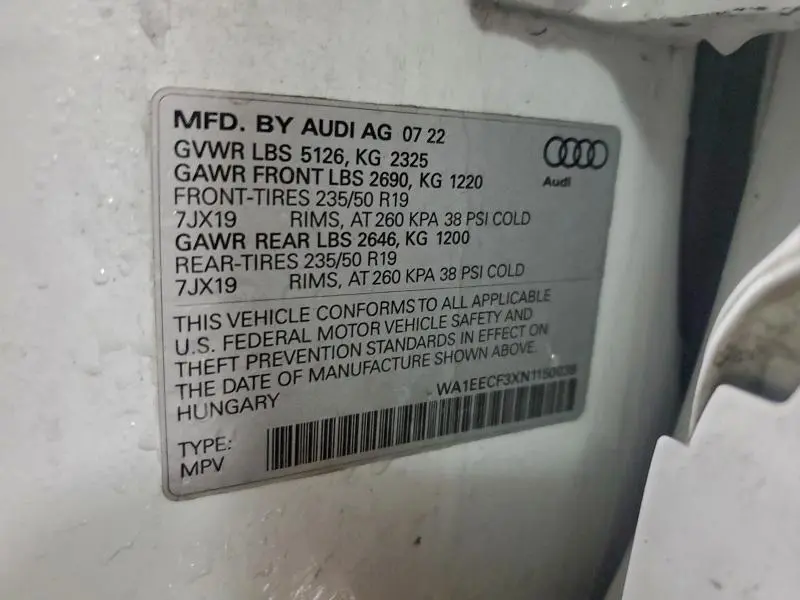 MFD. BY AUDI AG 07 22
GVWR LBS 5126, KG 2325
GAWR FRONT LBS 2690, KG 1220
FRONT-TIRES 235/50 R19
7JX19 RIMS, AT 260 KPA 38 PSI COLD
GAWR REAR LBS 2646, KG 1200
REAR-TIRES 235/50 R19
7JX19 RIMS, AT 260 KPA 38 PSI COLD
Audi
THIS VEHICLE CONFORMS TO ALL APPLICABLE
U.S. FEDERAL MOTOR VEHICLE SAFETY AND
THEFT PREVENTION STANDARDS IN EFFECT ON
THE DATE OF MANUFACTURE SHOWN ABOVE.
HUNGARY
WA1EECF3XN1150039
TYPE:
MPV